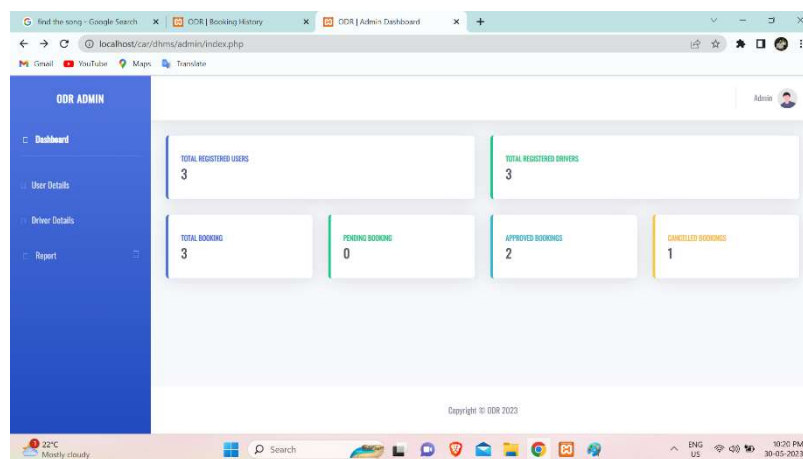 find the song - Google Search
ODR | Booking History
ODR | Admin Dashboard
localhost/car/dhms/admin/index.php
Gmail YouTube Maps Translate
ODR ADMIN
Admin
Dashboard
User Details
Driver Details
Report
TOTAL REGISTERED USERS
3
TOTAL REGISTERED DRIVERS
3
TOTAL BOOKING
3
PENDING BOOKING
0
APPROVED BOOKINGS
2
CANCELLED BOOKINGS
1
Copyright © ODR 2023
22°C
Mostly cloudy
Search
ENG
US
10:20 PM
30-05-2023